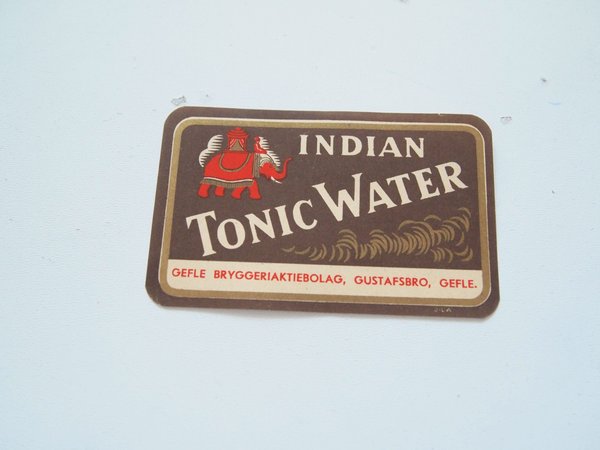 INDIAN
TONIC WATER
GEFLE BRYGGERIAKTIEBOLAG, GUSTAFSBRO, GEFLE.